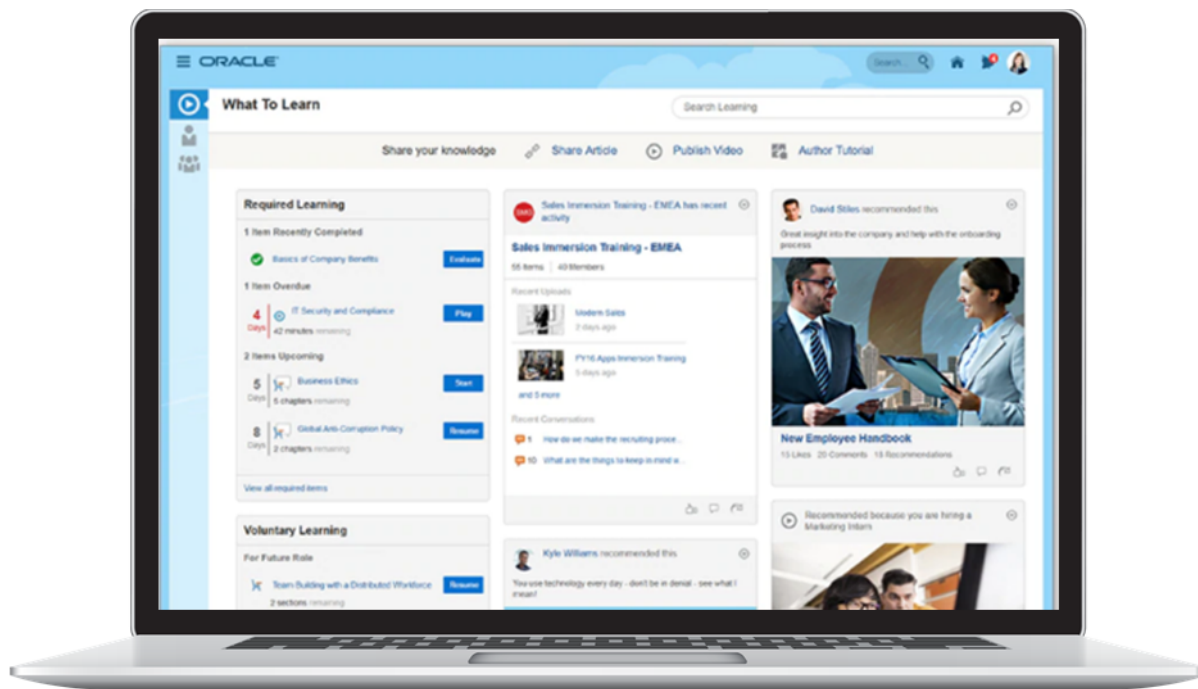 ORACLE
Search...
4
What To Learn
Search Learning
Share your knowledge
Share Article
Publish Video
Author Tutorial
Required Learning
1 Item Recently Completed
Basics of Company Benefits
Evaluate
1 Item Overdue
4
Days
IT Security and Compliance
42 minutes remaining
Play
2 Items Upcoming
5
Days
Business Ethics
5 chapters remaining
Start
8
Days
Global Anti-Corruption Policy
2 chapters remaining
Resume
View all required items
Voluntary Learning
For Future Role
Team Building with a Distributed Workforce
2 sections remaining
Resume
Sales Immersion Training - EMEA has recent
activity
Sales Immersion Training - EMEA
55 Items
40 Members
Recent Uploads
Modern Sales
2 days ago
FY16 Apps Immersion Training
5 days ago
and 5 more
Recent Conversations
1 How do we make the recruiting proce...
10 What are the things to keep in mind w...
Kyle Williams recommended this
You use technology every day - don't be in denial - see what I
mean!
David Stiles recommended this
Great insight into the company and help with the onboarding
process
New Employee Handbook
15 Likes 20 Comments 18 Recommendations
Recommended because you are hiring a
Marketing Intern